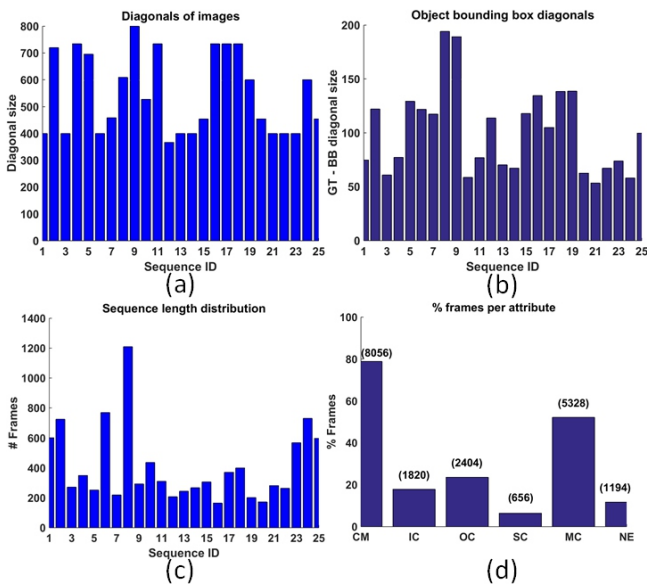 Diagonals of images
Diagonal size
800
700
600
500
400
300
200
100
0
1 3 5 7 9 11 13 15 17 19 21 23 25
Sequence ID
(a)
Object bounding box diagonals
GT - BB diagonal size
200
150
100
50
0
1 3 5 7 9 11 13 15 17 19 21 23 25
Sequence ID
(b)
Sequence length distribution
# Frames
1400
1200
1000
800
600
400
200
0
1 3 5 7 9 11 13 15 17 19 21 23 25
Sequence ID
(c)
% frames per attribute
% Frames
100
80
60
40
20
0
(8056)
(1820)
(2404)
(656)
(5328)
(1194)
CM IC OC SC MC NE
(d)